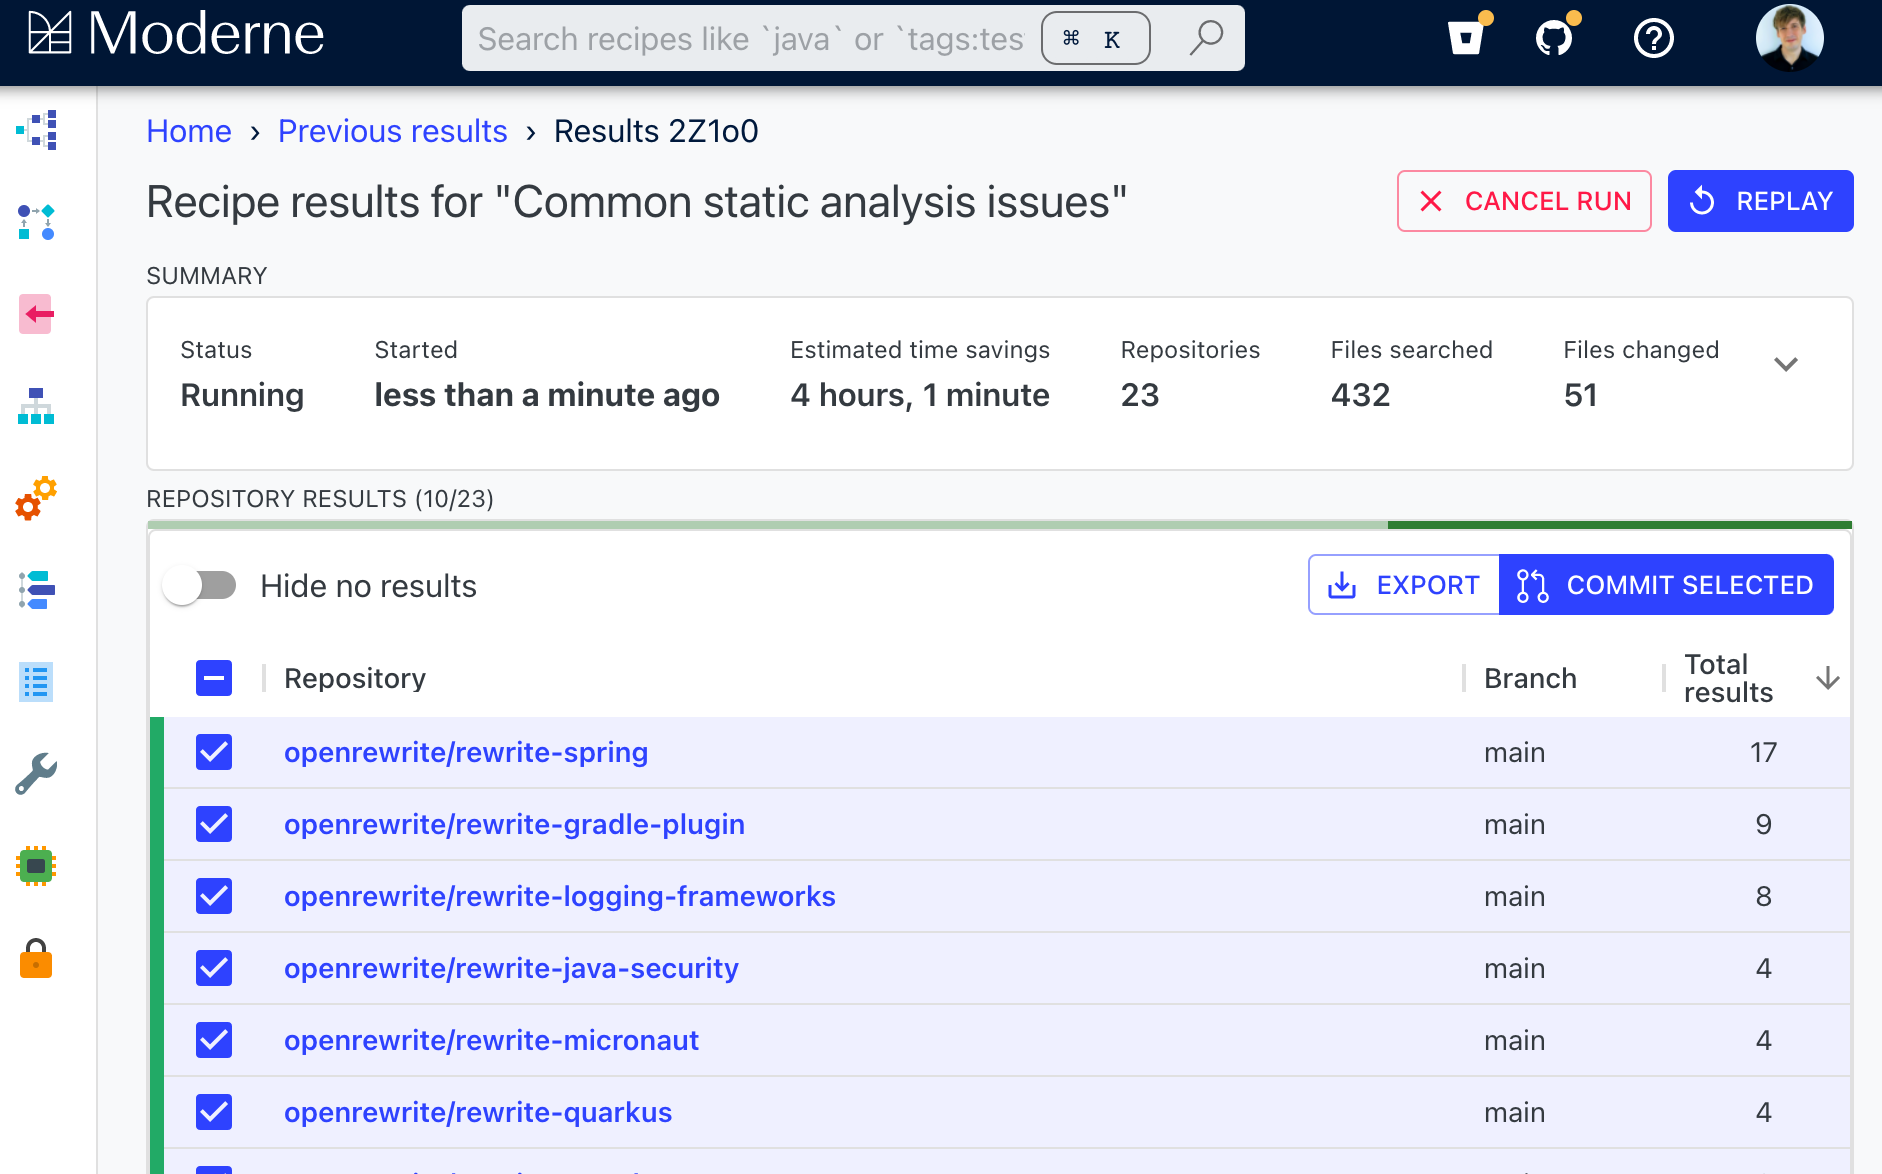 Moderne
Search recipes like `java` or `tags:tes
⌘ K
Home › Previous results › Results 2Z1o0
Recipe results for "Common static analysis issues"
CANCEL RUN
REPLAY
SUMMARY
Status Started Estimated time savings Repositories Files searched Files changed
Running less than a minute ago 4 hours, 1 minute 23 432 51
REPOSITORY RESULTS (10/23)
Hide no results
EXPORT
COMMIT SELECTED
Repository Branch Total results
openrewrite/rewrite-spring main 17
openrewrite/rewrite-gradle-plugin main 9
openrewrite/rewrite-logging-frameworks main 8
openrewrite/rewrite-java-security main 4
openrewrite/rewrite-micronaut main 4
openrewrite/rewrite-quarkus main 4